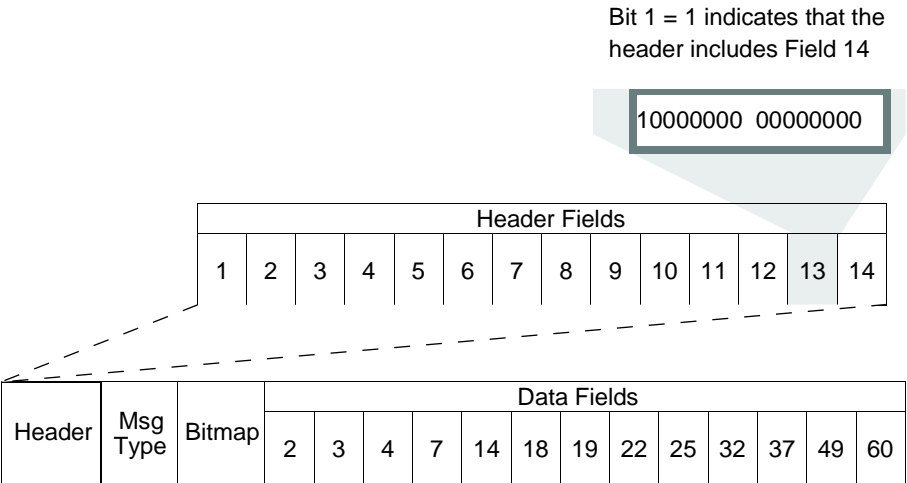 Bit 1 = 1 indicates that the
header includes Field 14
10000000 00000000
Header Fields
1 2 3 4 5 6 7 8 9 10 11 12 13 14
Header
Msg
Type
Bitmap
Data Fields
2 3 4 7 14 18 19 22 25 32 37 49 60